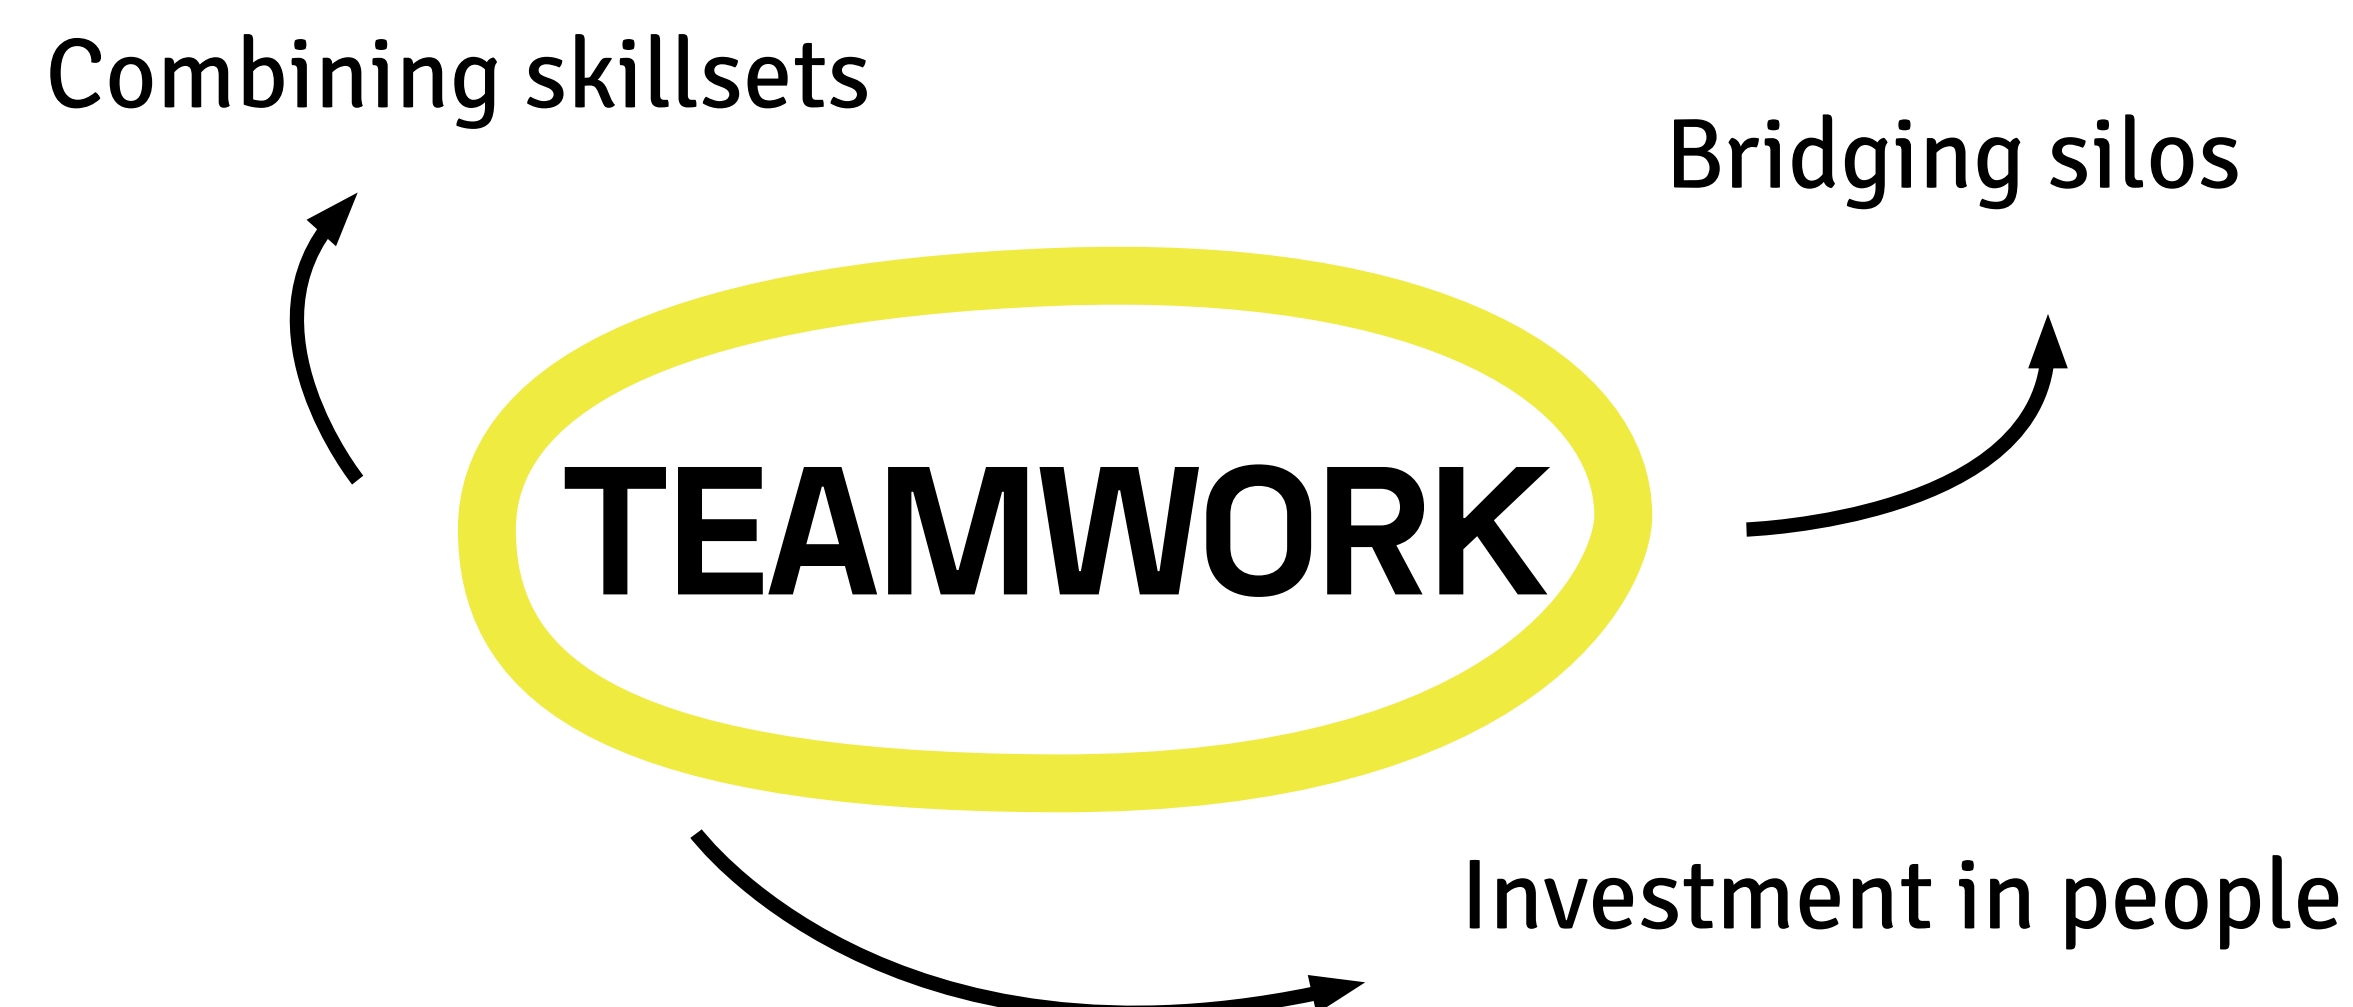 Combining skillsets
Bridging silos
TEAMWORK
Investment in people